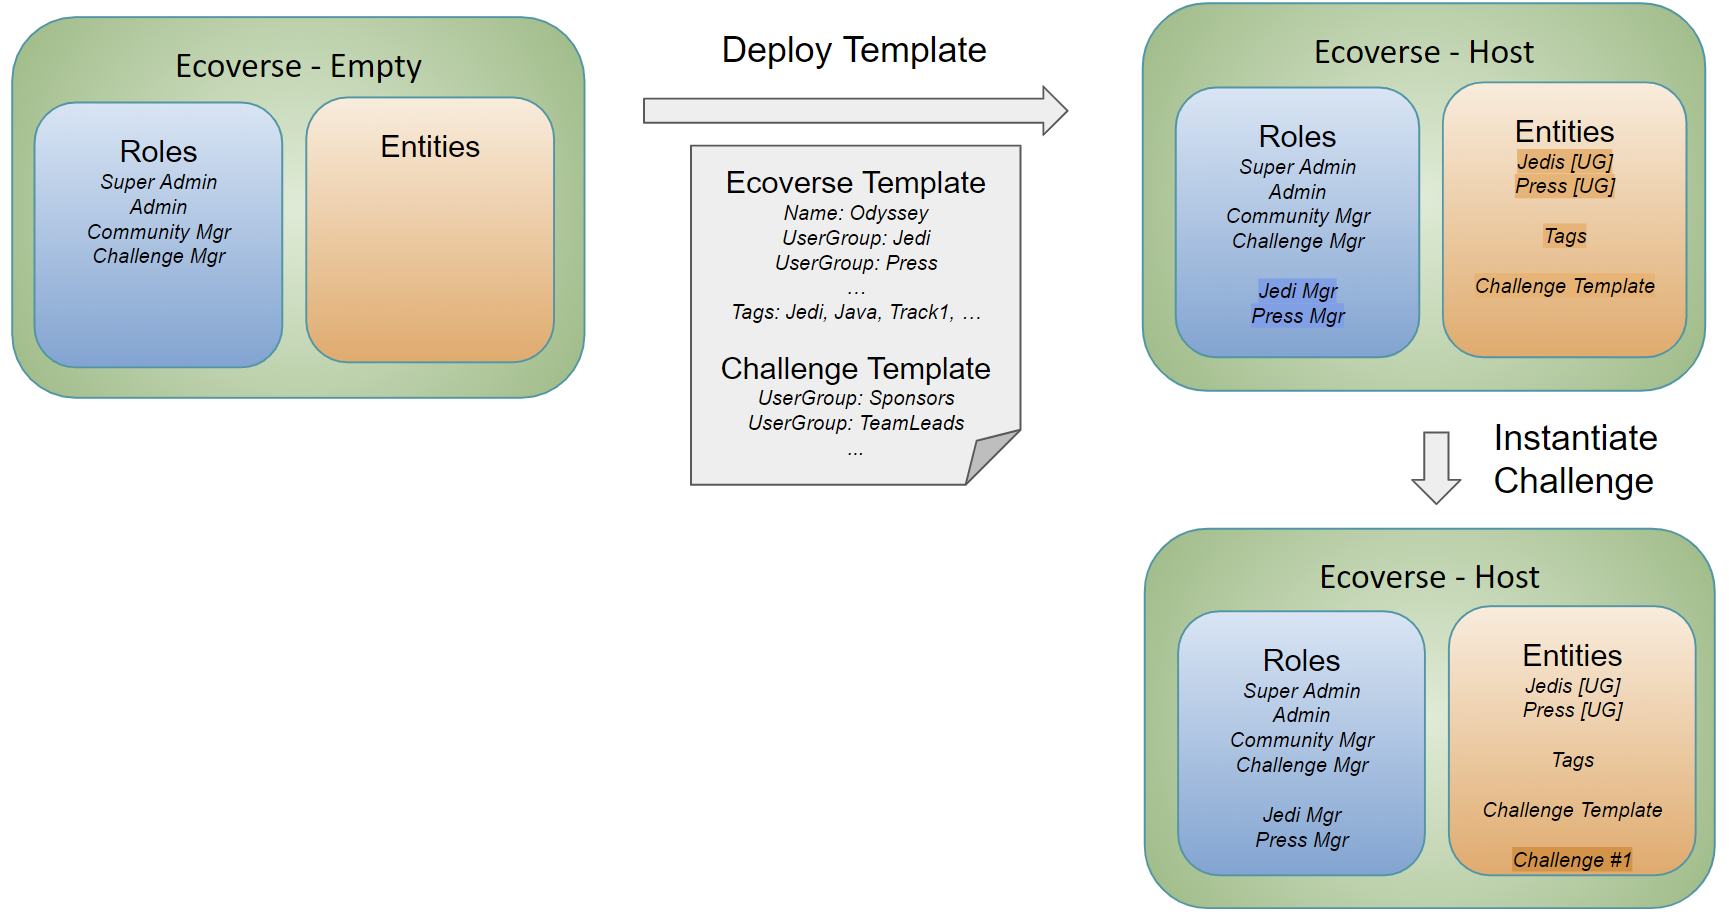 Ecoverse - Empty
Roles
Super Admin
Admin
Community Mgr
Challenge Mgr
Entities
Deploy Template
Ecoverse Template
Name: Odyssey
UserGroup: Jedi
UserGroup: Press
…
Tags: Jedi, Java, Track1, …
Challenge Template
UserGroup: Sponsors
UserGroup: TeamLeads
...
Ecoverse - Host
Roles
Super Admin
Admin
Community Mgr
Challenge Mgr
Jedi Mgr
Press Mgr
Entities
Jedis [UG]
Press [UG]
Tags
Challenge Template
Instantiate
Challenge
Ecoverse - Host
Roles
Super Admin
Admin
Community Mgr
Challenge Mgr
Jedi Mgr
Press Mgr
Entities
Jedis [UG]
Press [UG]
Tags
Challenge Template
Challenge #1